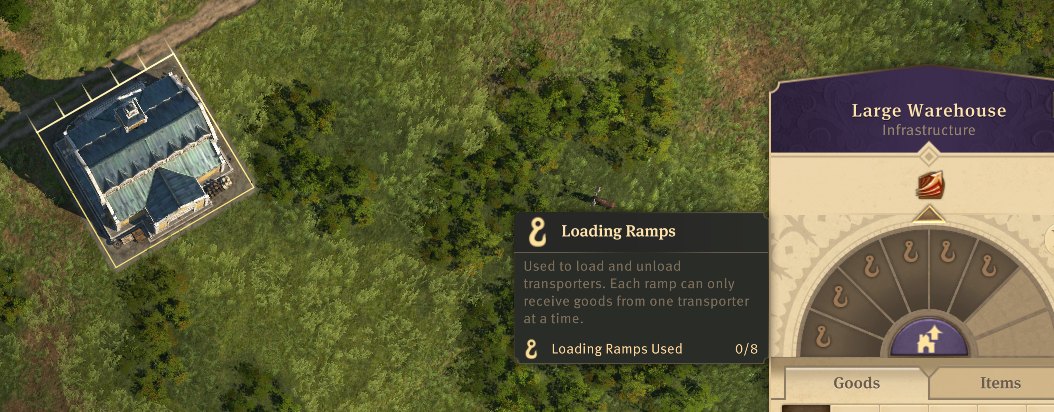 Large Warehouse
Infrastructure
Loading Ramps
Used to load and unload
transporters. Each ramp can only
receive goods from one transporter
at a time.
Loading Ramps Used 0/8
Goods Items